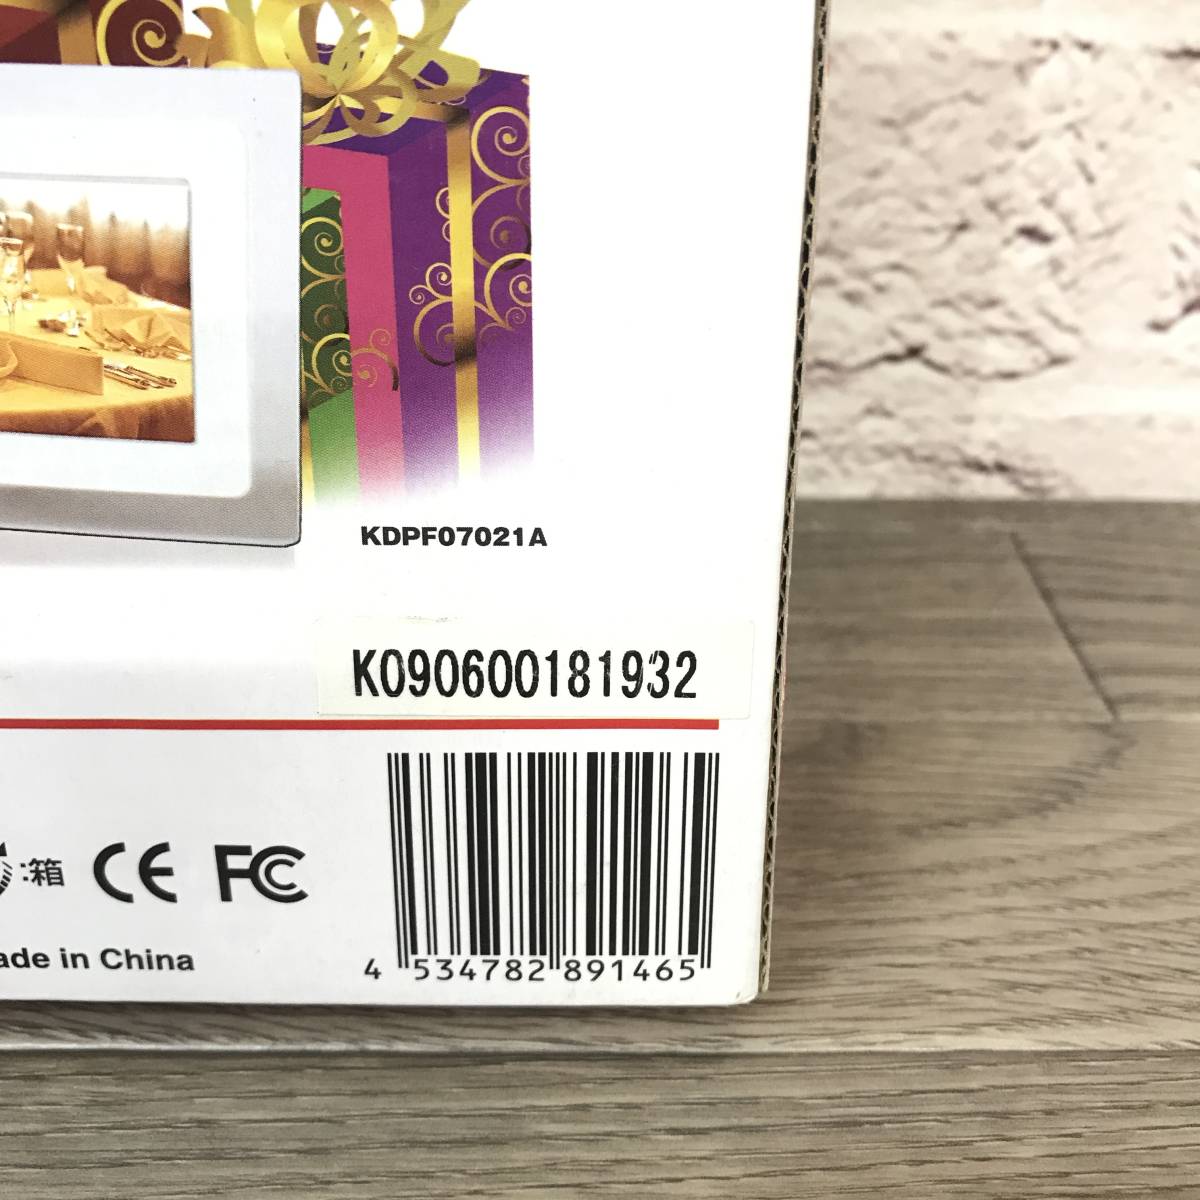 KDPF07021A
K090600181932
:箱 CE FC
ade in China
4 534782 891465